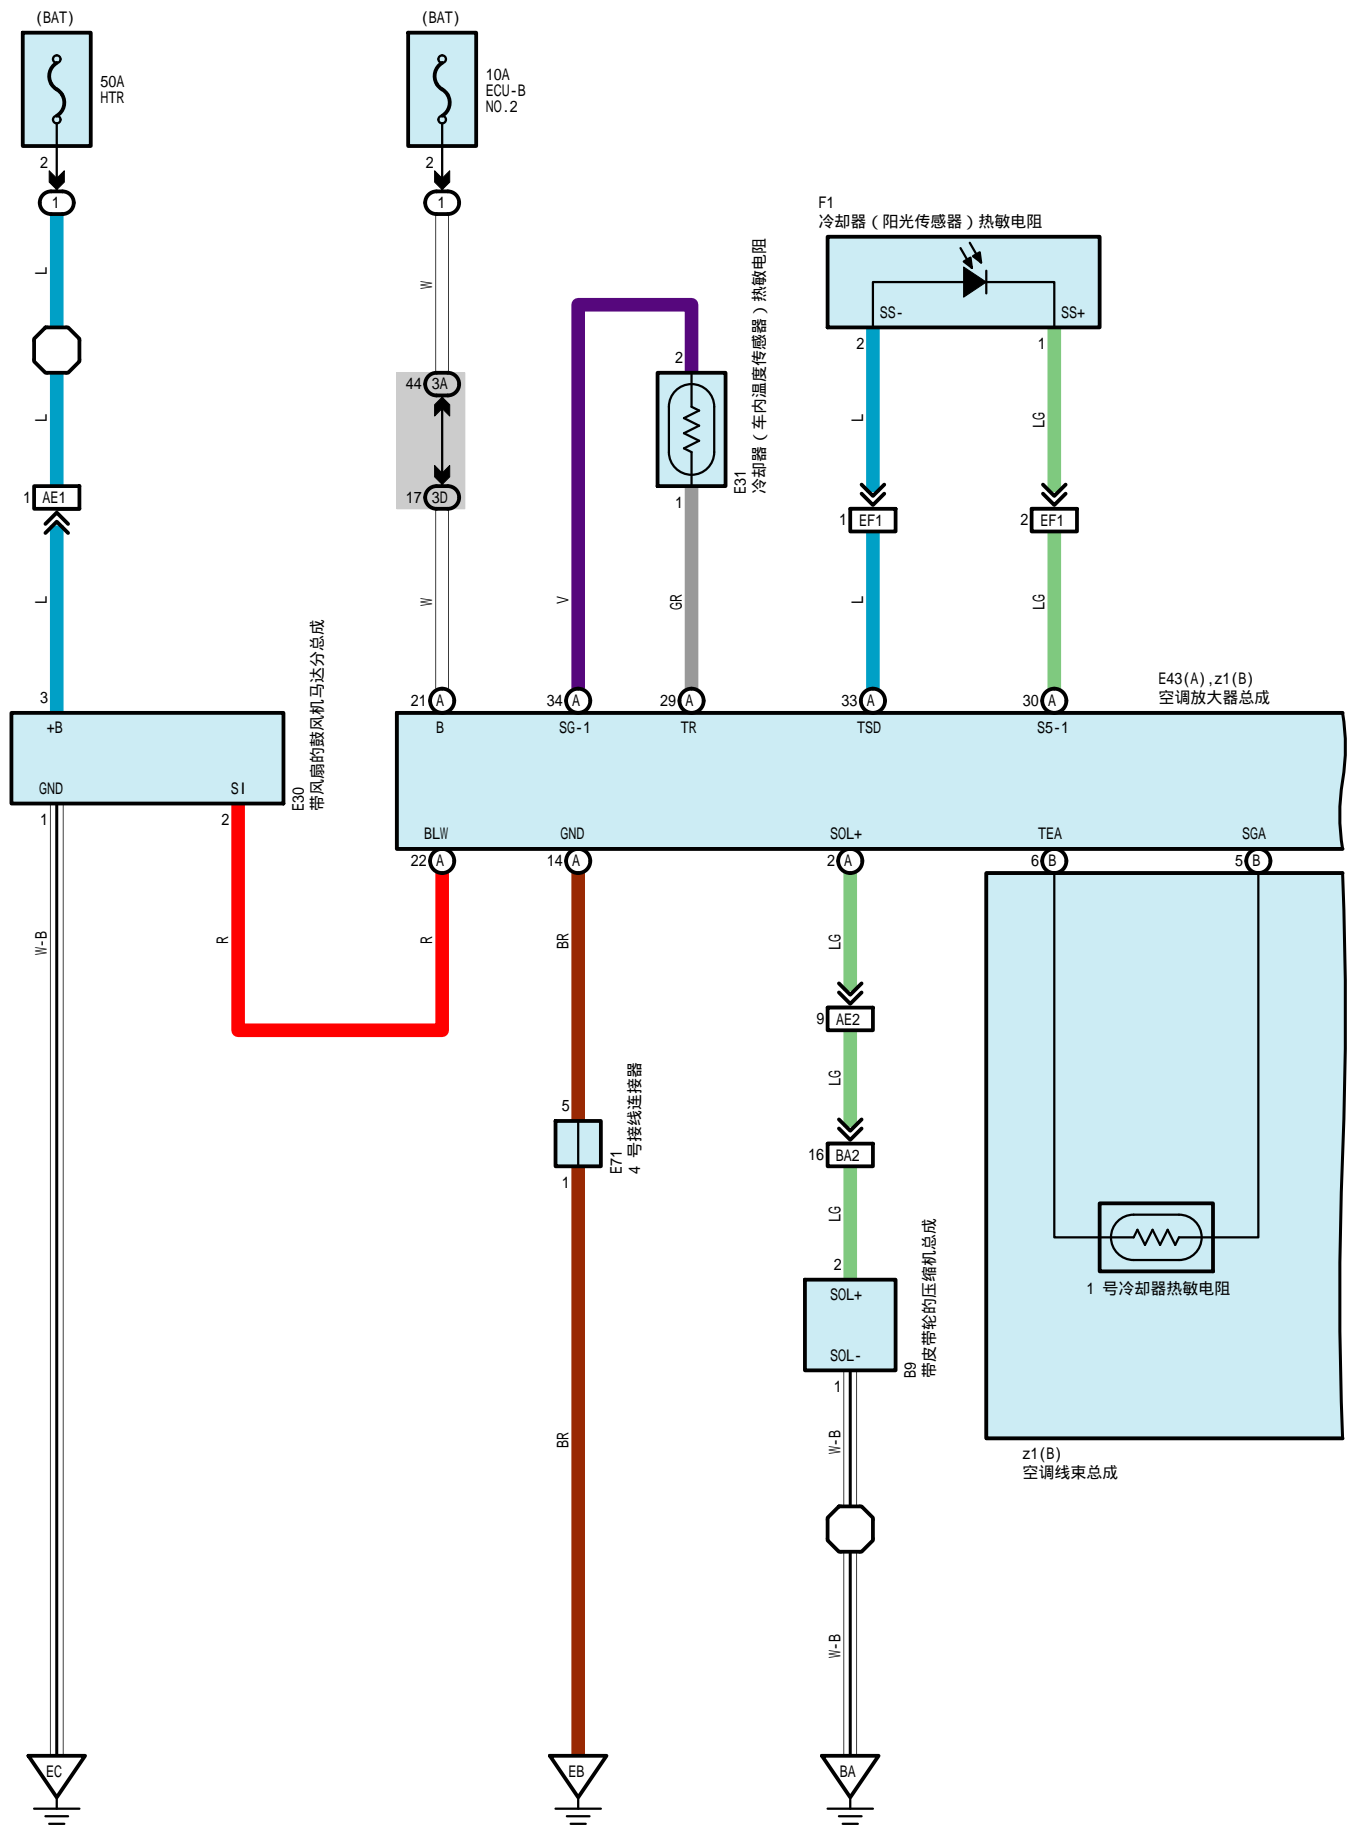 (BAT)
50A
HTR
2
1
L
L
1 AE1
L
3
+B
GND
SI
1
2
E30
带风扇的鼓风机马达分总成
W-B
R
EC
(BAT)
10A
ECU-B
NO.2
2
1
W
44 3A
17 3D
W
V
2
1
E31
冷却器(车内温度传感器)热敏电阻
GR
F1
冷却器(阳光传感器)热敏电阻
SS-
SS+
2
1
L
LG
1 EF1
2 EF1
L
LG
E43(A),z1(B)
空调放大器总成
21 A
34 A
29 A
33 A
30 A
B
SG-1
TR
TSD
S5-1
BLW
GND
SOL+
TEA
SGA
22 A
14 A
2 A
6 B
5 B
R
BR
LG
9 AE2
LG
5
1
E71
4 号接线连接器
16 BA2
LG
2
SOL+
SOL-
1
B9
带皮带轮的压缩机总成
1 号冷却器热敏电阻
z1(B)
空调线束总成
BR
W-B
W-B
EB
BA